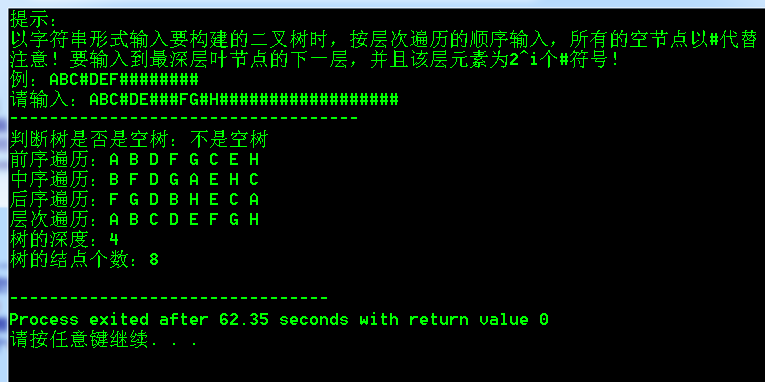 提示:
以字符串形式输入要构建的二叉树时，按层次遍历的顺序输入，所有的空节点以#代替
注意！要输入到最深层叶节点的下一层，并且该层元素为2^i个#符号！
例：ABC#DEF########
请输入：ABC#DE###FG#H##################
-----------------------------------
判断树是否是空树：不是空树
前序遍历：A B D F G C E H
中序遍历：B F D G A E H C
后序遍历：F G D B H E C A
层次遍历：A B C D E F G H
树的深度：4
树的结点个数：8
--------------------------------
Process exited after 62.35 seconds with return value 0
请按任意键继续. . .